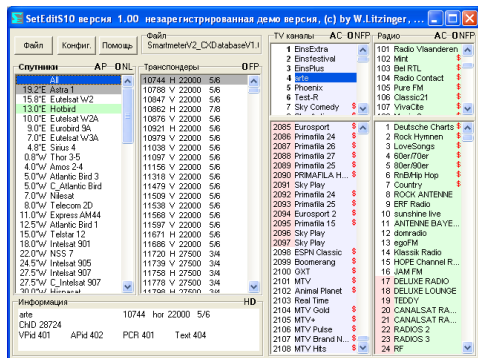 SetEditS10 версия 1.00 незарегистрированная демо версия, (c) by W.Litzinger, ...
Файл
Конфиг.
Помощь
Файл
SmartmeterV2_CXDatabaseV1.
Спутники AP ONL
All
19.2°E Astra 1
15.8°E Eutelsat W2
13.0°E Hotbird
10.0°E Eutelsat W2A
9.0°E Eurobird 9A
7.0°E Eutelsat W3A
4.8°E Sirius 4
0.8°W Thor 3-5
4.0°W Amos 2-4
5.0°W Atlantic Bird 3
5.0°W C_Atlantic Bird
7.0°W Nilesat
8.0°W Telecom 2D
11.0°W Express AM44
12.5°W Atlantic Bird 1
15.0°W Telstar 12
18.0°W Intelsat 901
22.0°W NSS 7
24.5°W Intelsat 905
27.5°W Intelsat 907
27.5°W C_Intelsat 907
30.0°W Hispasat
Транспондеры OFP
10744 H 22000 5/6
10788 V 22000 5/6
10847 V 22000 5/6
10862 H 22000 7/8
10876 V 22000 5/6
10921 H 22000 5/6
10979 V 22000 5/6
11038 V 22000 5/6
11097 V 22000 5/6
11156 V 22000 5/6
11318 V 22000 5/6
11479 V 22000 5/6
11509 V 22000 5/6
11538 V 22000 5/6
11568 V 22000 5/6
11597 V 22000 5/6
11671 H 22000 5/6
11686 V 22000 5/6
11720 H 27500 3/4
11739 V 27500 3/4
11758 H 27500 3/4
11778 V 27500 3/4
11798 H 27500 3/4
TV каналы AC ONFP
1 EinsExtra
2 Einsfestival
3 EinsPlus
4 arte
5 Phoenix
6 Test-R
7 Sky Comedy $
Радио AC ONFP
101 Radio Vlaanderen
102 Mint $
103 Bel RTL $
104 Radio Contact $
105 Pure FM $
106 Classic21 $
107 VivaCite $
2085 Eurosport $
2086 Primafila 24 $
2087 Primafila 26 $
2088 Primafila 27 $
2089 Primafila 25 $
2090 PRIMAFILA H... $
2091 Sky Play $
2092 Primafila 24 $
2093 Primafila 25 $
2094 Eurosport 2 $
2095 Primafila 15 $
2096 Sky Play
2097 Sky Play
2098 ESPN Classic $
2099 Boomerang $
2100 GXT $
2101 MTV $
2102 Animal Planet $
2103 Real Time
2104 MTV Gold $
2105 MTV+ $
2106 MTV Pulse $
2107 MTV Brand N... $
2108 MTV Hits $
1 Deutsche Charts $
2 Rock Hymnen $
3 LoveSongs $
4 60er/70er $
5 80er/90er $
6 RnB/Hip Hop $
7 Country $
8 ROCK ANTENNE
9 ERF Radio
10 sunshine live
11 ANTENNE BAYE...
12 domradio
13 egoFM
14 Klassik Radio
15 HOPE Channel R...
16 JAM FM
17 DELUXE RADIO
18 DELUXE LOUNGE
19 TEDDY
20 CANALSAT RA...
21 CANALSAT RA...
22 RADIOS 2
23 RADIOS 3
24 RF
Информация HD
arte 10744 hor 22000 5/6
ChID 28724
VPid 401 APid 402 PCR 401 Text 404